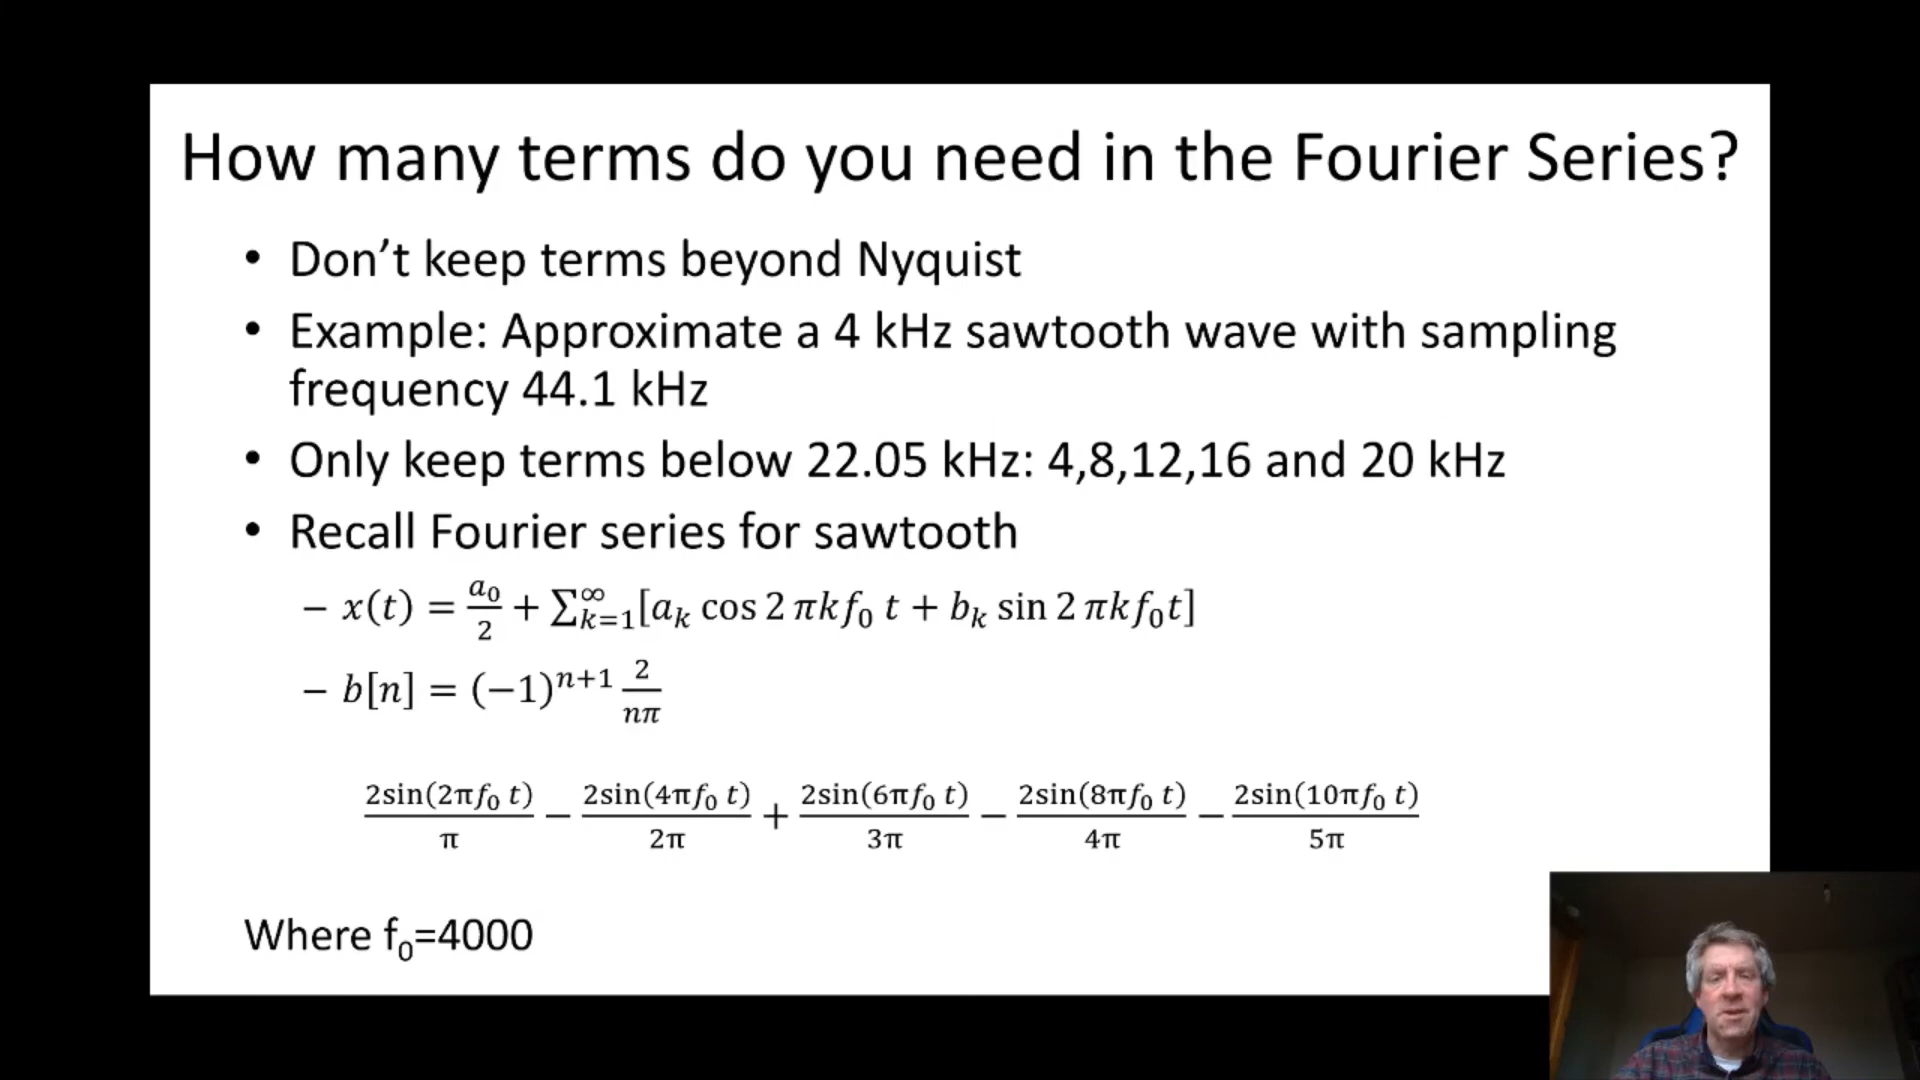 How many terms do you need in the Fourier Series?
• Don’t keep terms beyond Nyquist
• Example: Approximate a 4 kHz sawtooth wave with sampling
frequency 44.1 kHz
• Only keep terms below 22.05 kHz: 4,8,12,16 and 20 kHz
• Recall Fourier series for sawtooth
– x(t) = a₀/2 + ∑ₖ₌₁^∞[aₖ cos 2 πkf₀ t + bₖ sin 2 πkf₀t]
– b[n] = (−1)ⁿ⁺¹ 2/nπ
2sin(2πf₀ t)/π − 2sin(4πf₀ t)/2π + 2sin(6πf₀ t)/3π − 2sin(8πf₀ t)/4π − 2sin(10πf₀ t)/5π
Where f₀=4000